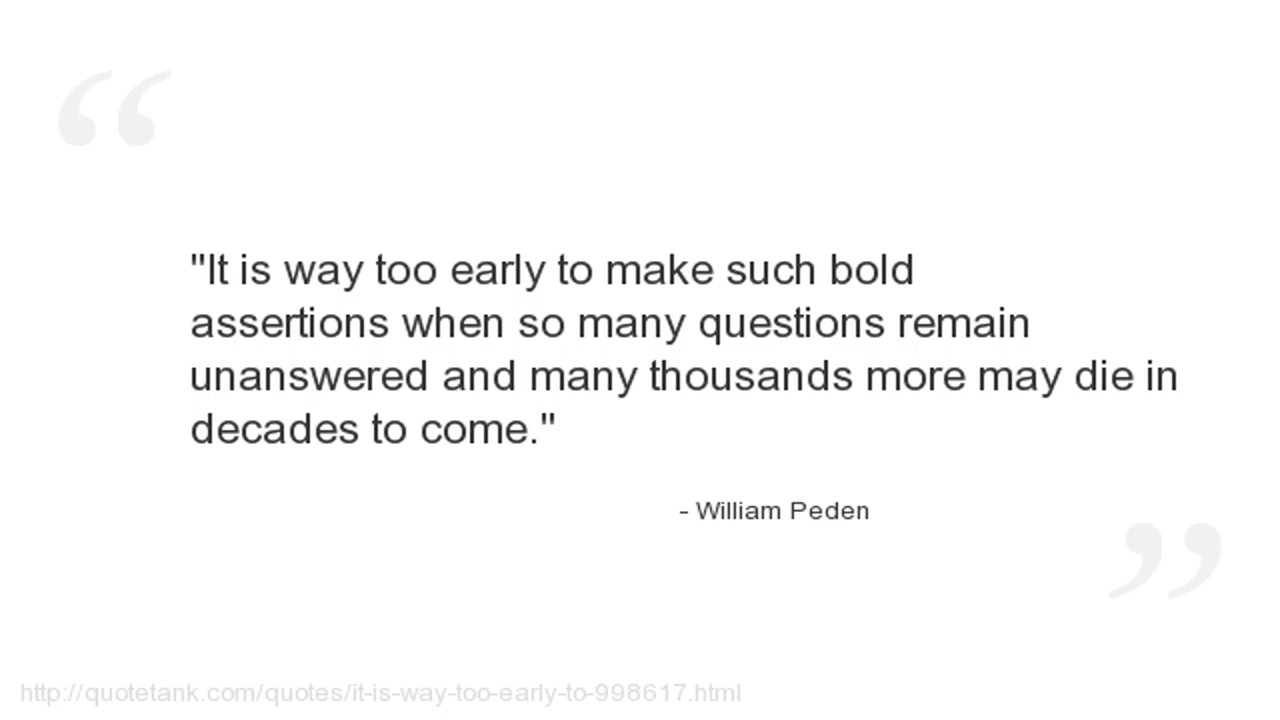 "It is way too early to make such bold
assertions when so many questions remain
unanswered and many thousands more may die in
decades to come."
- William Peden
http://quotetank.com/quotes/it-is-way-too-early-to-998617.html